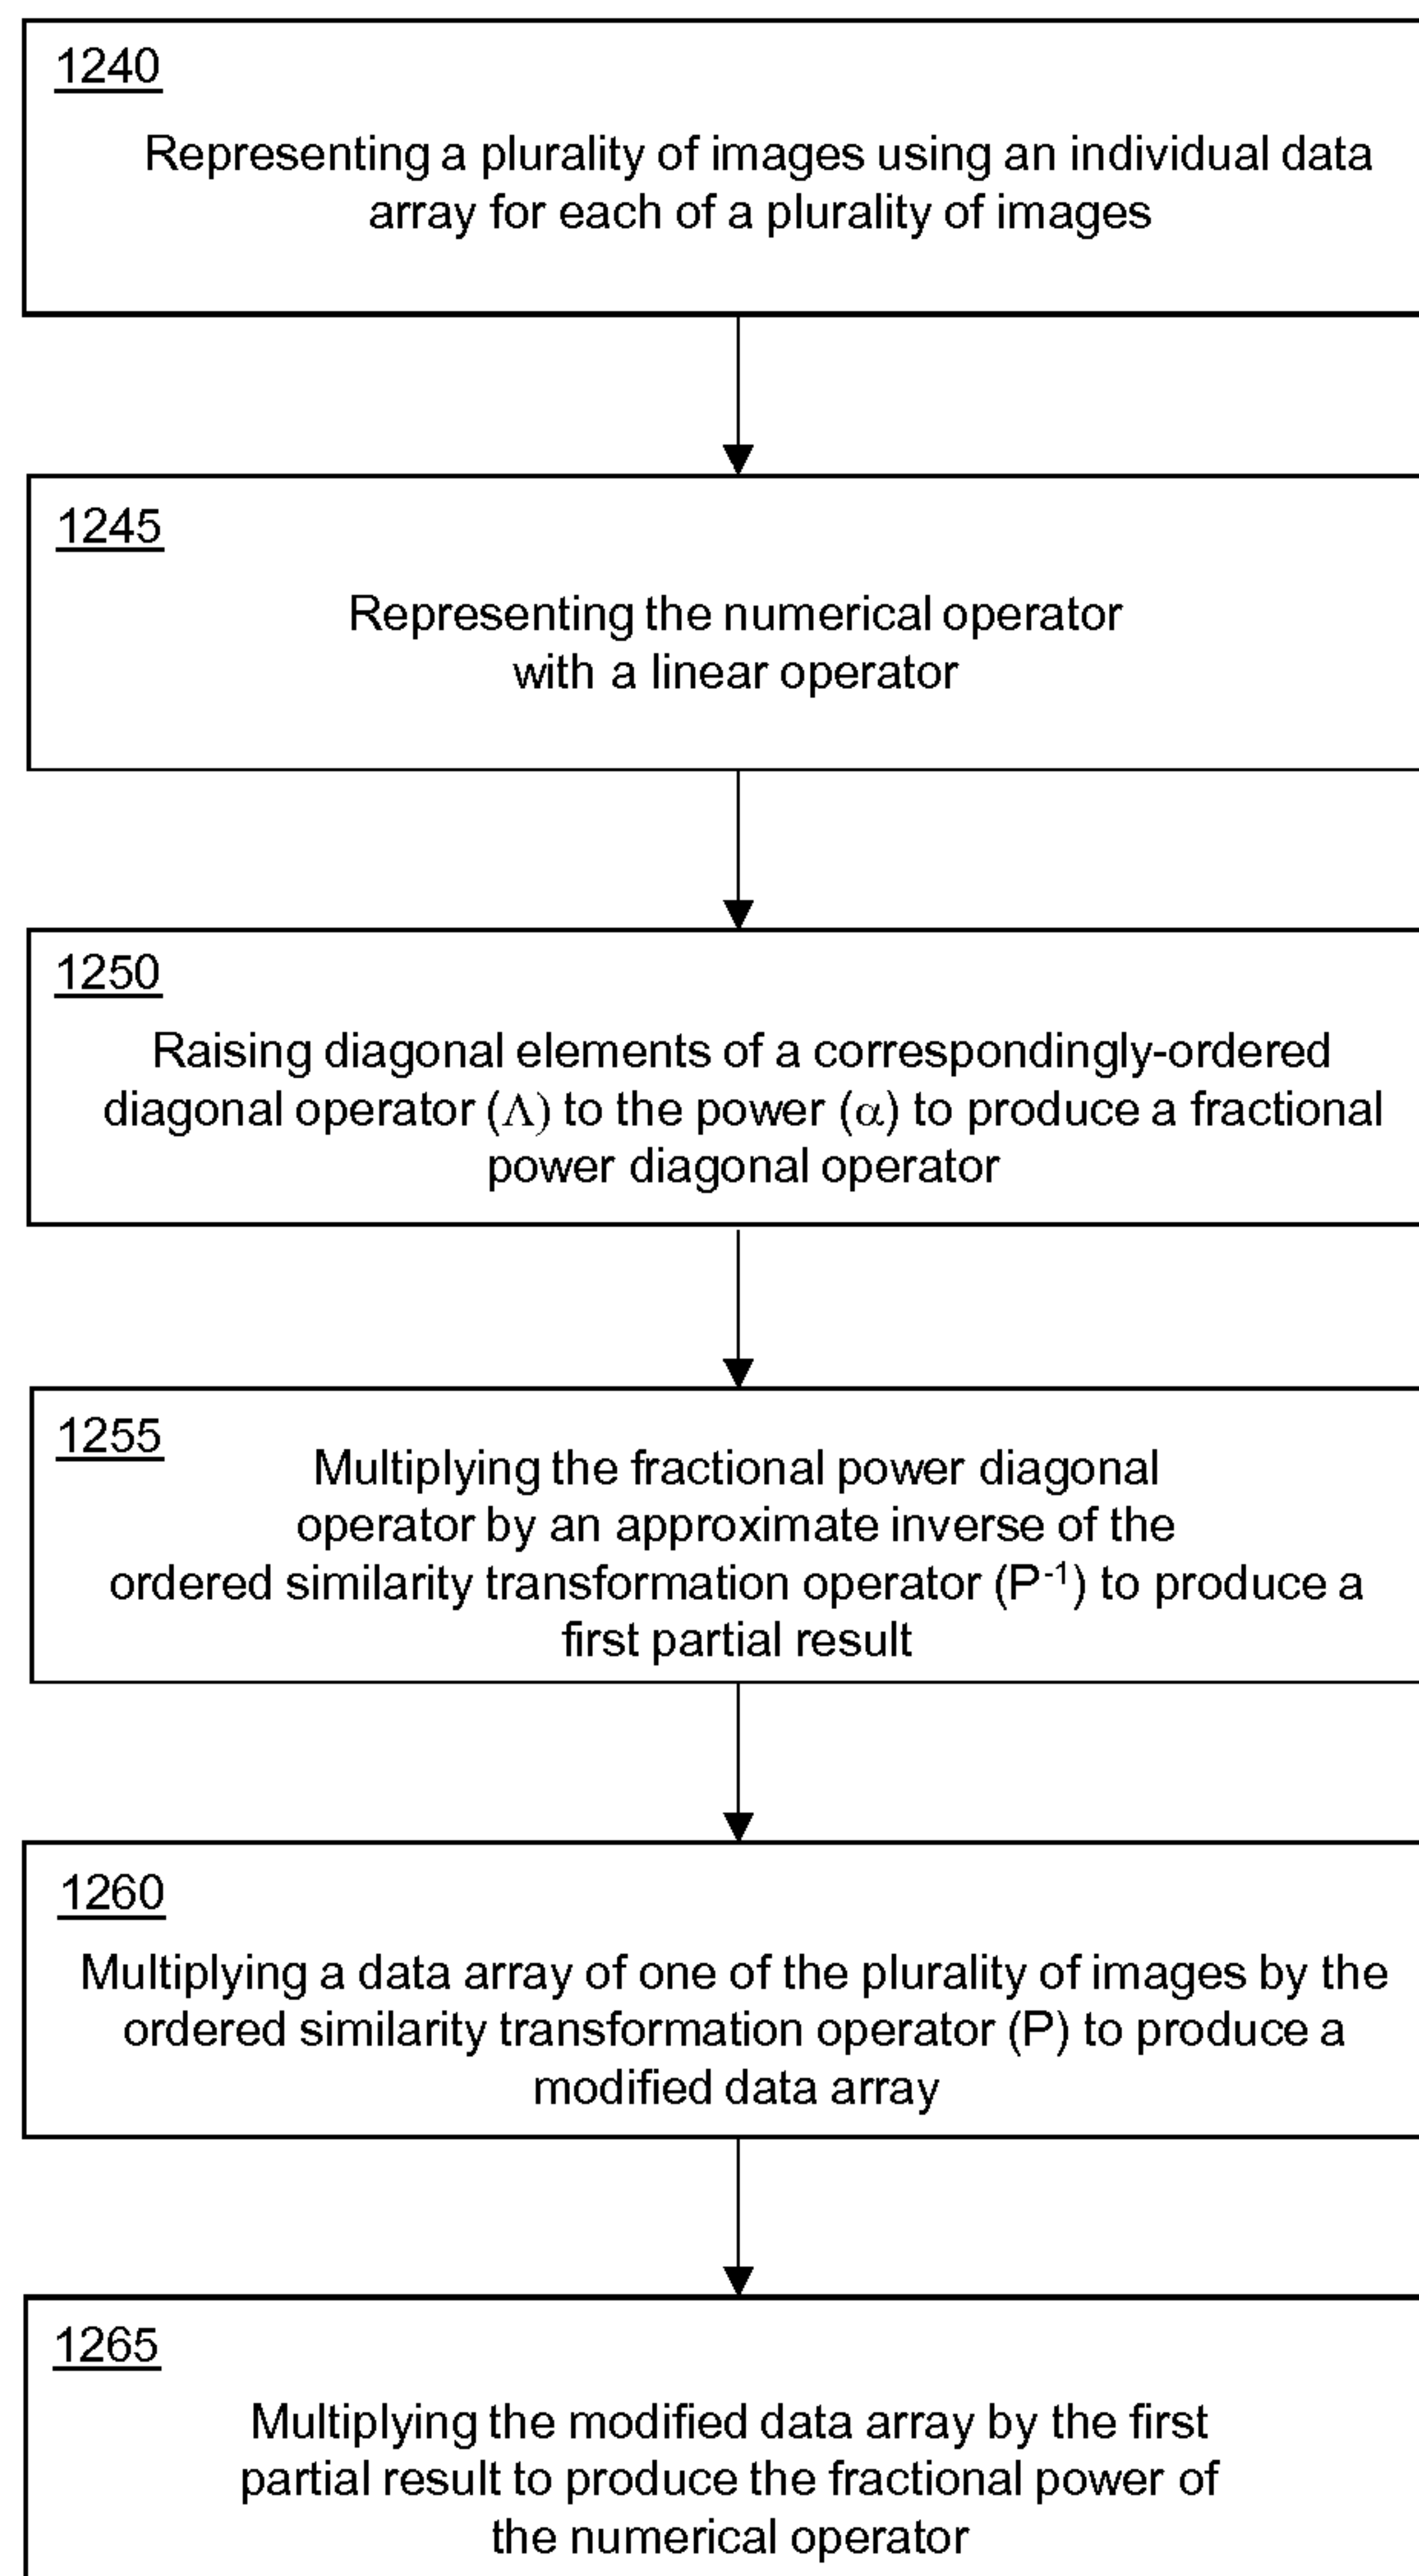 1240
Representing a plurality of images using an individual data
array for each of a plurality of images
1245
Representing the numerical operator
with a linear operator
1250
Raising diagonal elements of a correspondingly-ordered
diagonal operator (Λ) to the power (α) to produce a fractional
power diagonal operator
1255
Multiplying the fractional power diagonal
operator by an approximate inverse of the
ordered similarity transformation operator (P⁻¹) to produce a
first partial result
1260
Multiplying a data array of one of the plurality of images by the
ordered similarity transformation operator (P) to produce a
modified data array
1265
Multiplying the modified data array by the first
partial result to produce the fractional power of
the numerical operator